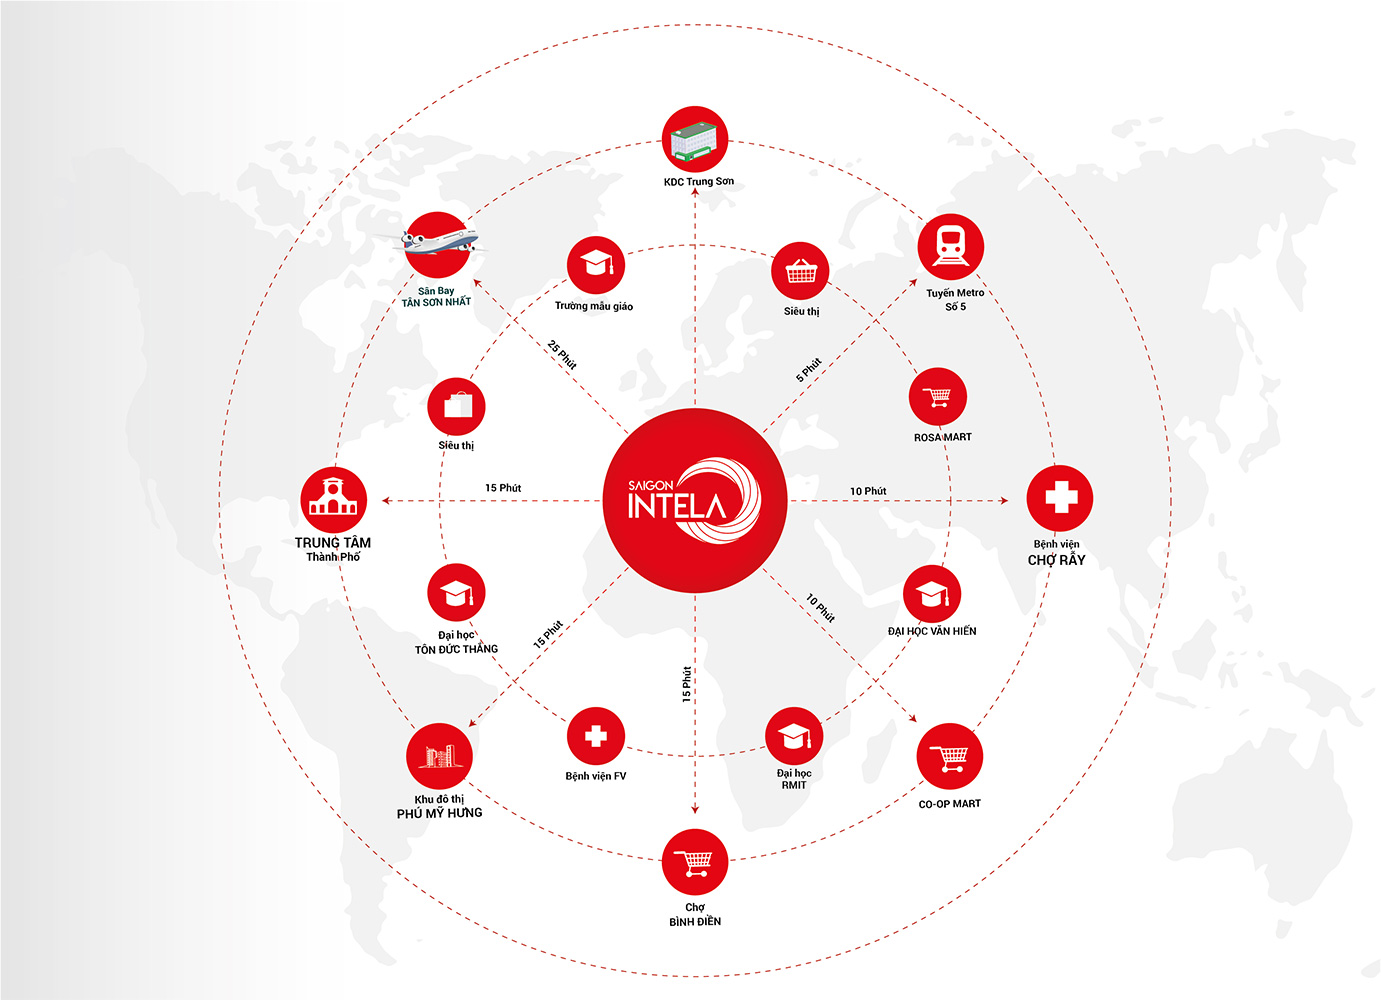 KDC Trung Sơn
Sân Bay
TÂN SƠN NHẤT
Trường mẫu giáo
Siêu thị
Tuyến Metro
Số 5
25 Phút
5 Phút
Siêu thị
ROSA MART
SAIGON
INTELA
15 Phút
10 Phút
TRUNG TÂM
Thành Phố
Bệnh viện
CHỢ RẪY
Đại học
TÔN ĐỨC THẮNG
15 Phút
10 Phút
ĐẠI HỌC VĂN HIẾN
15 Phút
Khu đô thị
PHÚ MỸ HƯNG
Bệnh viện FV
Đại học
RMIT
CO-OP MART
Chợ
BÌNH ĐIỀN